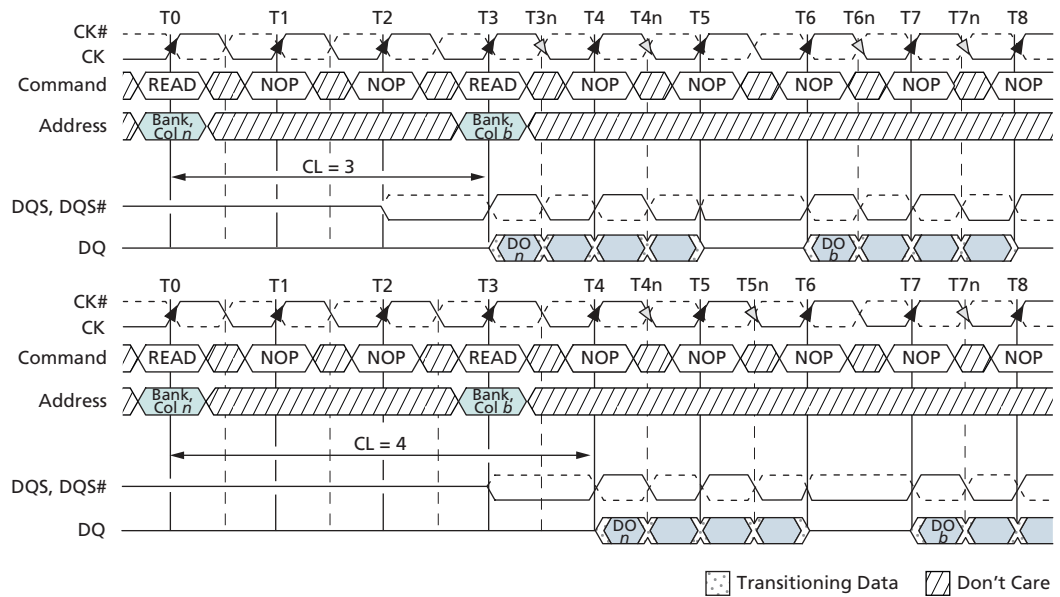 T0 T1 T2 T3 T3n T4 T4n T5 T6 T6n T7 T7n T8
CK#
CK
Command READ NOP NOP READ NOP NOP NOP NOP NOP
Address Bank, Col n Bank, Col b
CL = 3
DQS, DQS#
DQ DO n DO b
T0 T1 T2 T3 T4 T4n T5 T5n T6 T7 T7n T8
CK#
CK
Command READ NOP NOP READ NOP NOP NOP NOP NOP
Address Bank, Col n Bank, Col b
CL = 4
DQS, DQS#
DQ DO n DO b
Transitioning Data Don't Care